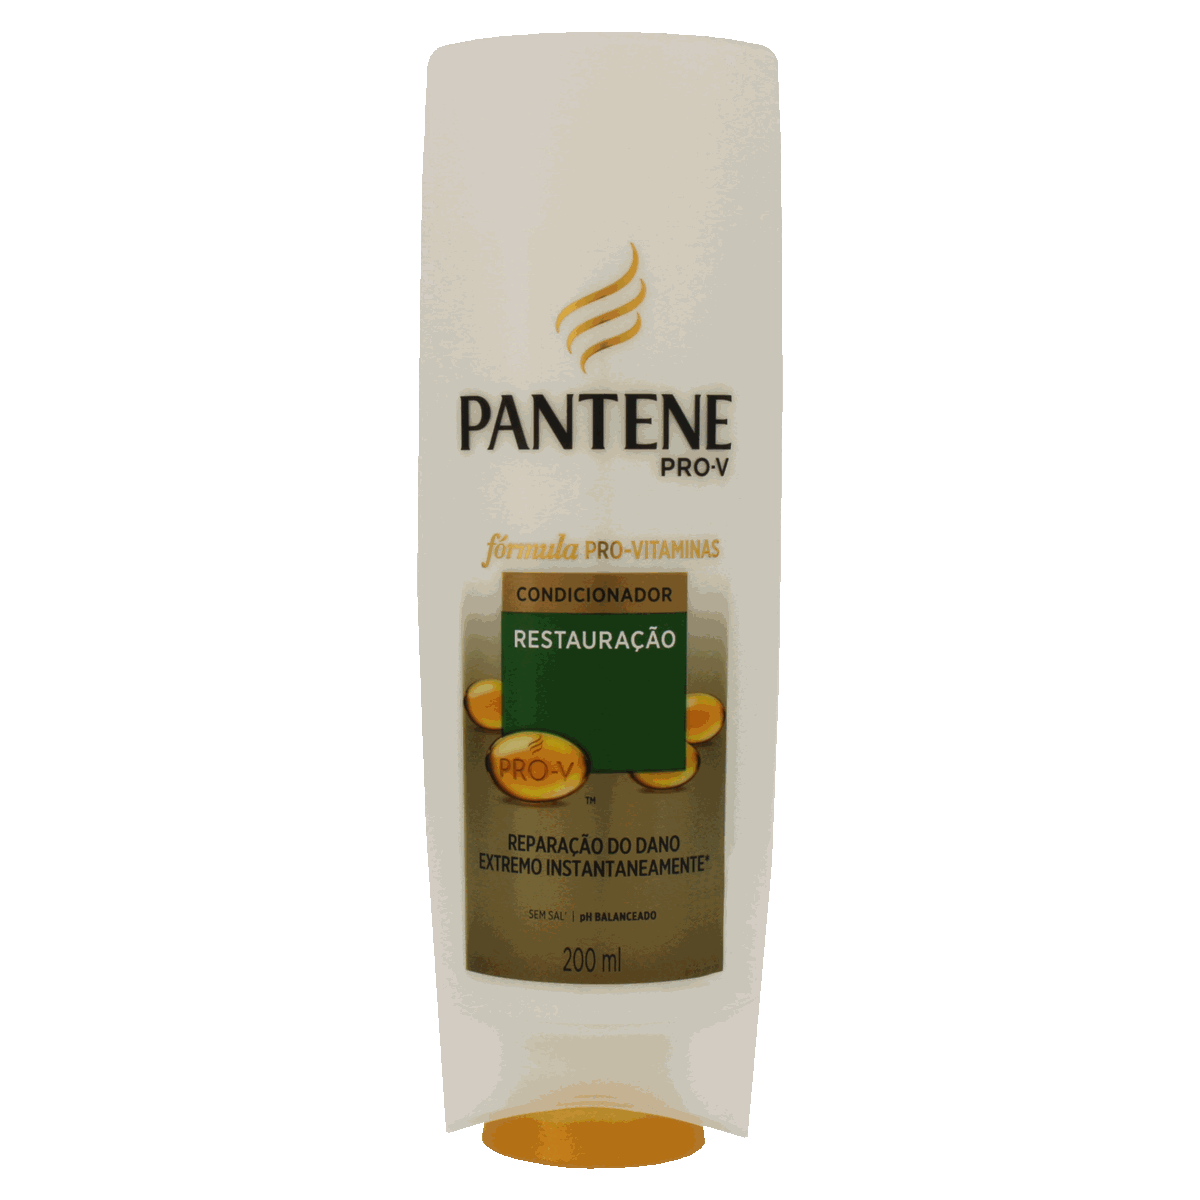 PANTENE
PRO-V
fórmula PRO-VITAMINAS
CONDICIONADOR
RESTAURAÇÃO
PRO-V
TM
REPARAÇÃO DO DANO
EXTREMO INSTANTANEAMENTE*
SEM SAL* | pH BALANCEADO
200 ml